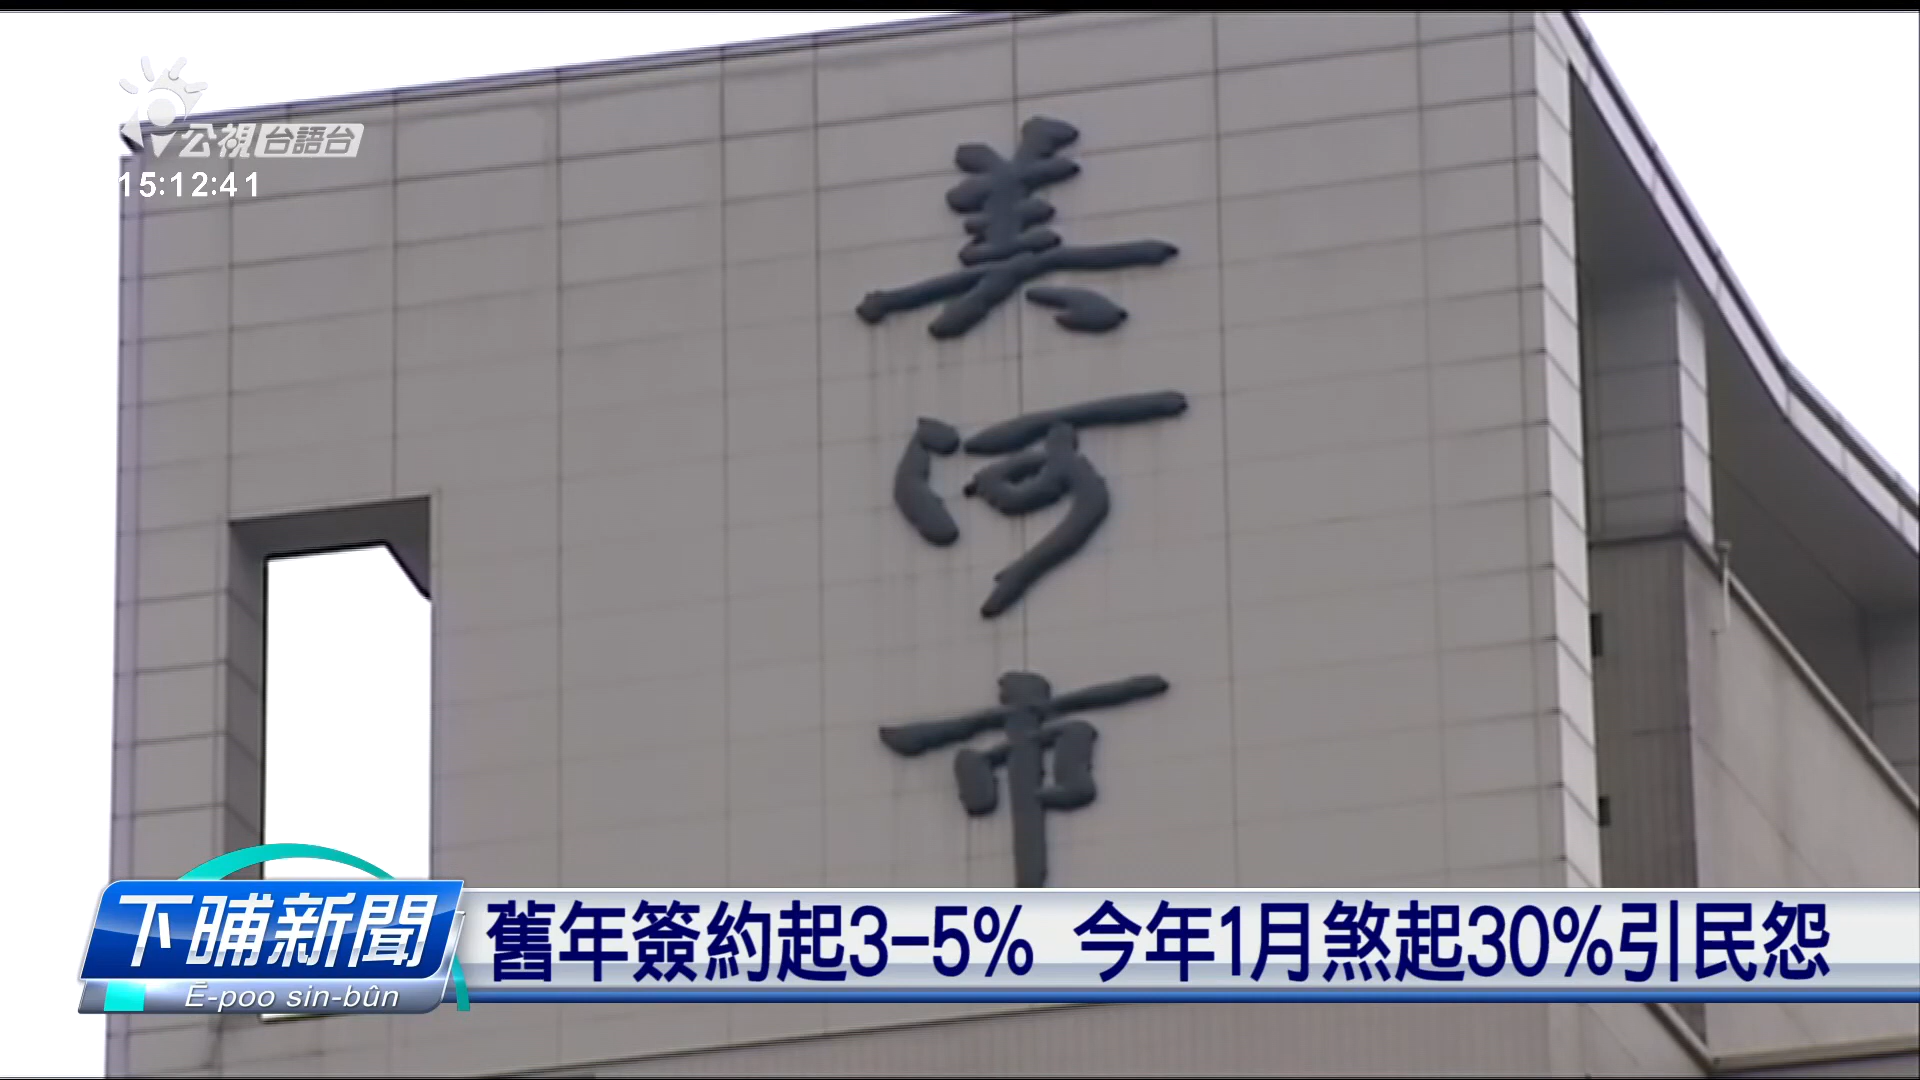 公視台語台
15:12:41
美河市
下晡新聞
Ē-poo sin-bûn
舊年簽約起3-5% 今年1月煞起30%引民怨